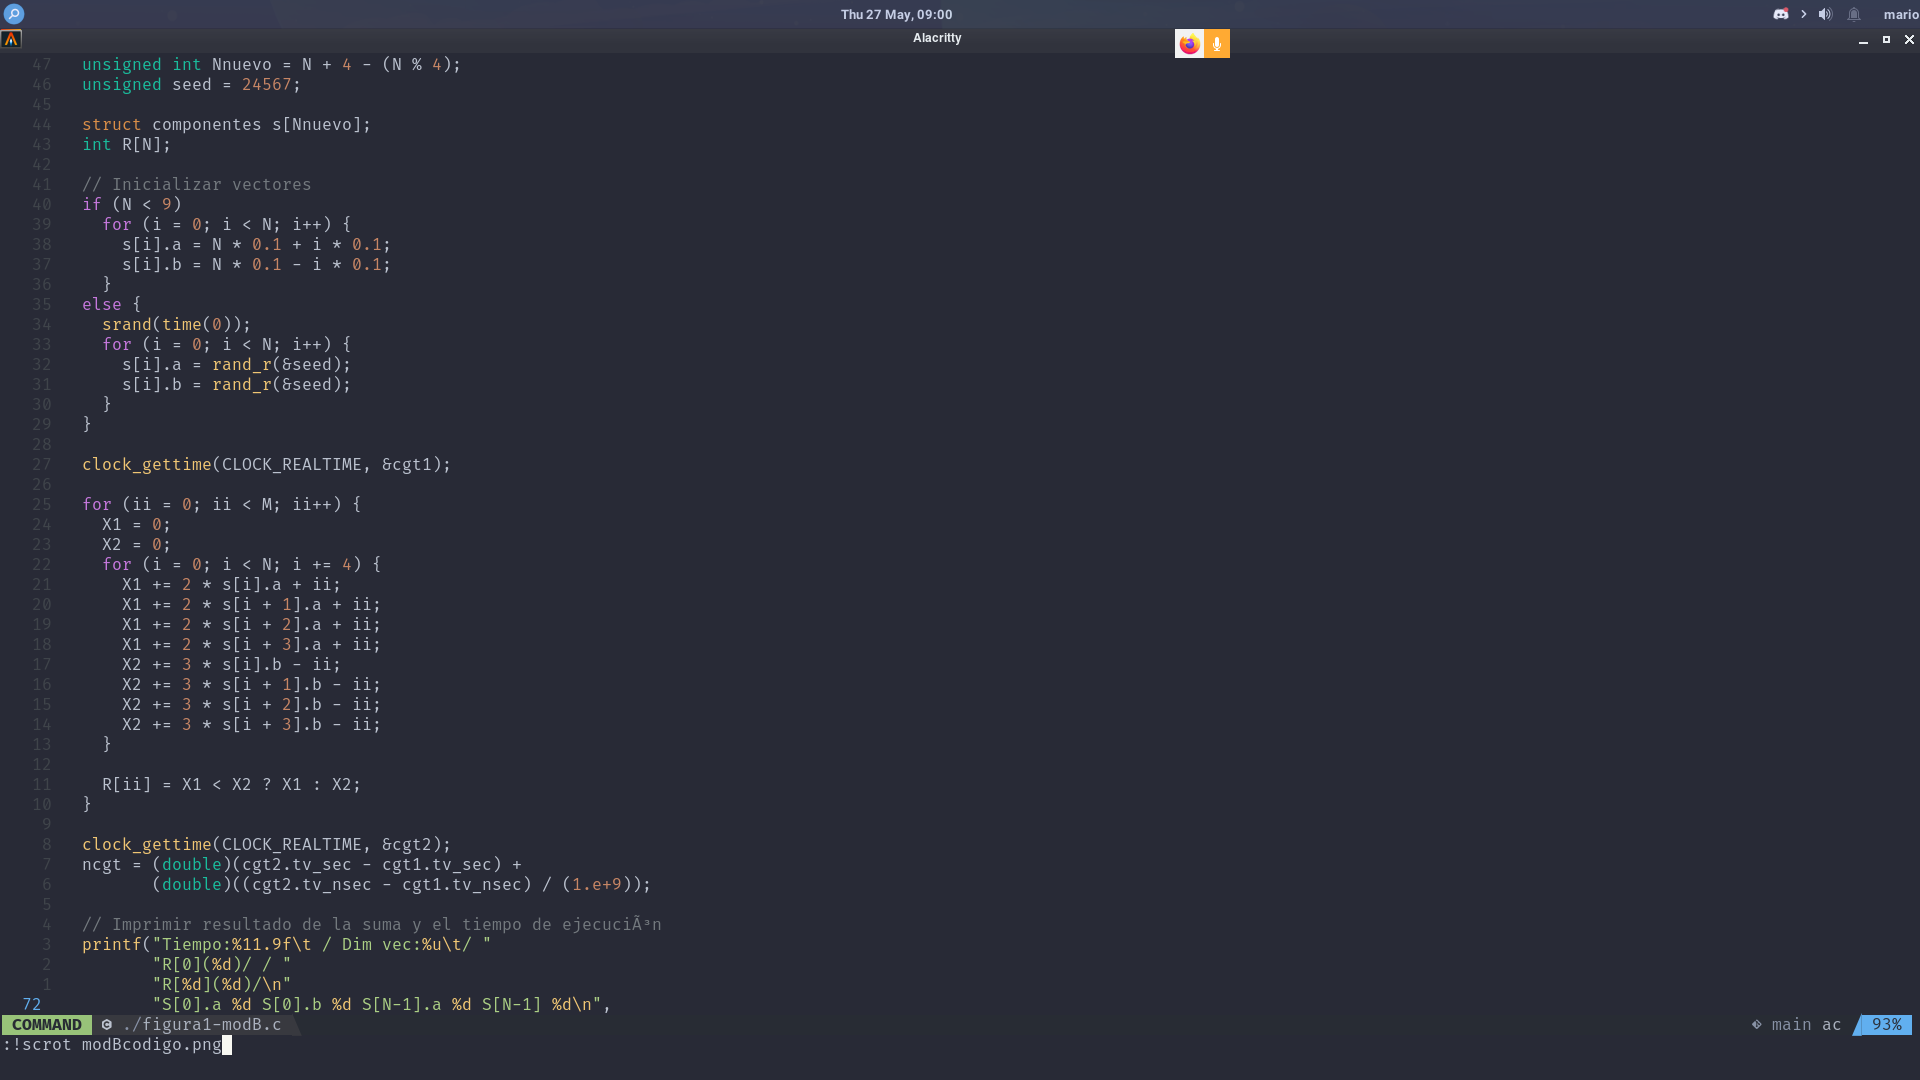 Thu 27 May, 09:00
mario
Alacritty
47 unsigned int Nnuevo = N + 4 - (N % 4);
46 unsigned seed = 24567;
45
44 struct componentes s[Nnuevo];
43 int R[N];
42
41 // Inicializar vectores
40 if (N < 9)
39 for (i = 0; i < N; i++) {
38 s[i].a = N * 0.1 + i * 0.1;
37 s[i].b = N * 0.1 - i * 0.1;
36 }
35 else {
34 srand(time(0));
33 for (i = 0; i < N; i++) {
32 s[i].a = rand_r(&seed);
31 s[i].b = rand_r(&seed);
30 }
29 }
28
27 clock_gettime(CLOCK_REALTIME, &cgt1);
26
25 for (ii = 0; ii < M; ii++) {
24 X1 = 0;
23 X2 = 0;
22 for (i = 0; i < N; i += 4) {
21 X1 += 2 * s[i].a + ii;
20 X1 += 2 * s[i + 1].a + ii;
19 X1 += 2 * s[i + 2].a + ii;
18 X1 += 2 * s[i + 3].a + ii;
17 X2 += 3 * s[i].b - ii;
16 X2 += 3 * s[i + 1].b - ii;
15 X2 += 3 * s[i + 2].b - ii;
14 X2 += 3 * s[i + 3].b - ii;
13 }
12
11 R[ii] = X1 < X2 ? X1 : X2;
10 }
9
8 clock_gettime(CLOCK_REALTIME, &cgt2);
7 ncgt = (double)(cgt2.tv_sec - cgt1.tv_sec) +
6 (double)((cgt2.tv_nsec - cgt1.tv_nsec) / (1.e+9));
5
4 // Imprimir resultado de la suma y el tiempo de ejecuciÃ³n
3 printf("Tiempo:%11.9f\t / Dim vec:%u\t/ "
2 "R[0](%d)/ / "
1 "R[%d](%d)/\n"
72 "S[0].a %d S[0].b %d S[N-1].a %d S[N-1] %d\n",
COMMAND ./figura1-modB.c main ac 93%
:!scrot modBcodigo.png